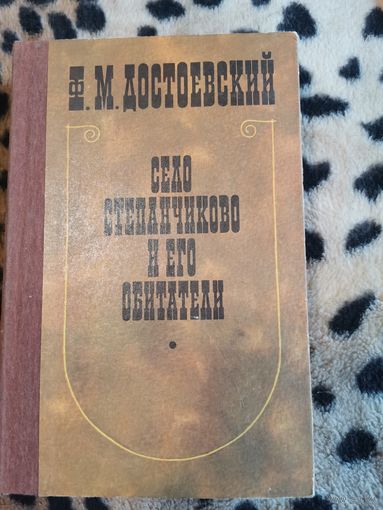 Ф. М. ДОСТОЕВСКИЙ
СЕЛО
СТЕПАНЧИКОВО
И ЕГО
ОБИТАТЕЛИ